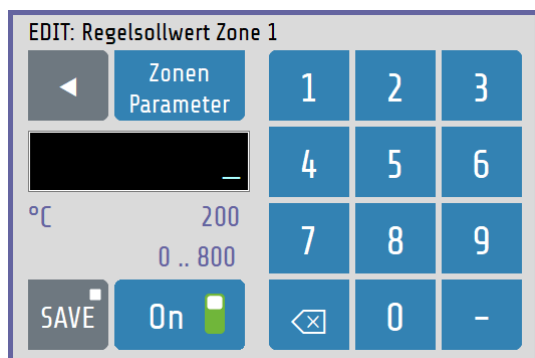 EDIT: Regelsollwert Zone 1
Zonen
Parameter
_
°C 200
0 .. 800
SAVE On
1 2 3
4 5 6
7 8 9
0 -